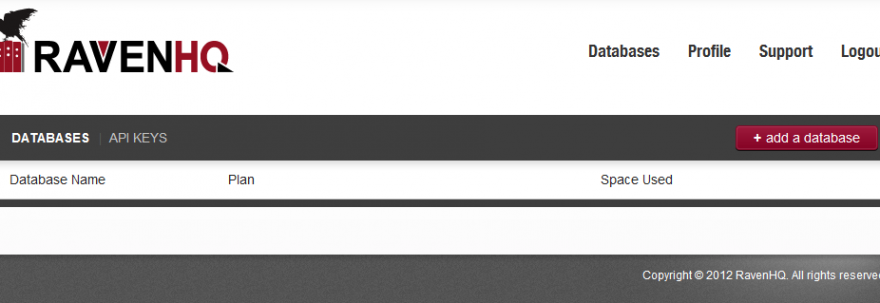 RAVENHQ
Databases Profile Support Logou
DATABASES | API KEYS + add a database
Database Name Plan Space Used
Copyright © 2012 RavenHQ. All rights reserve